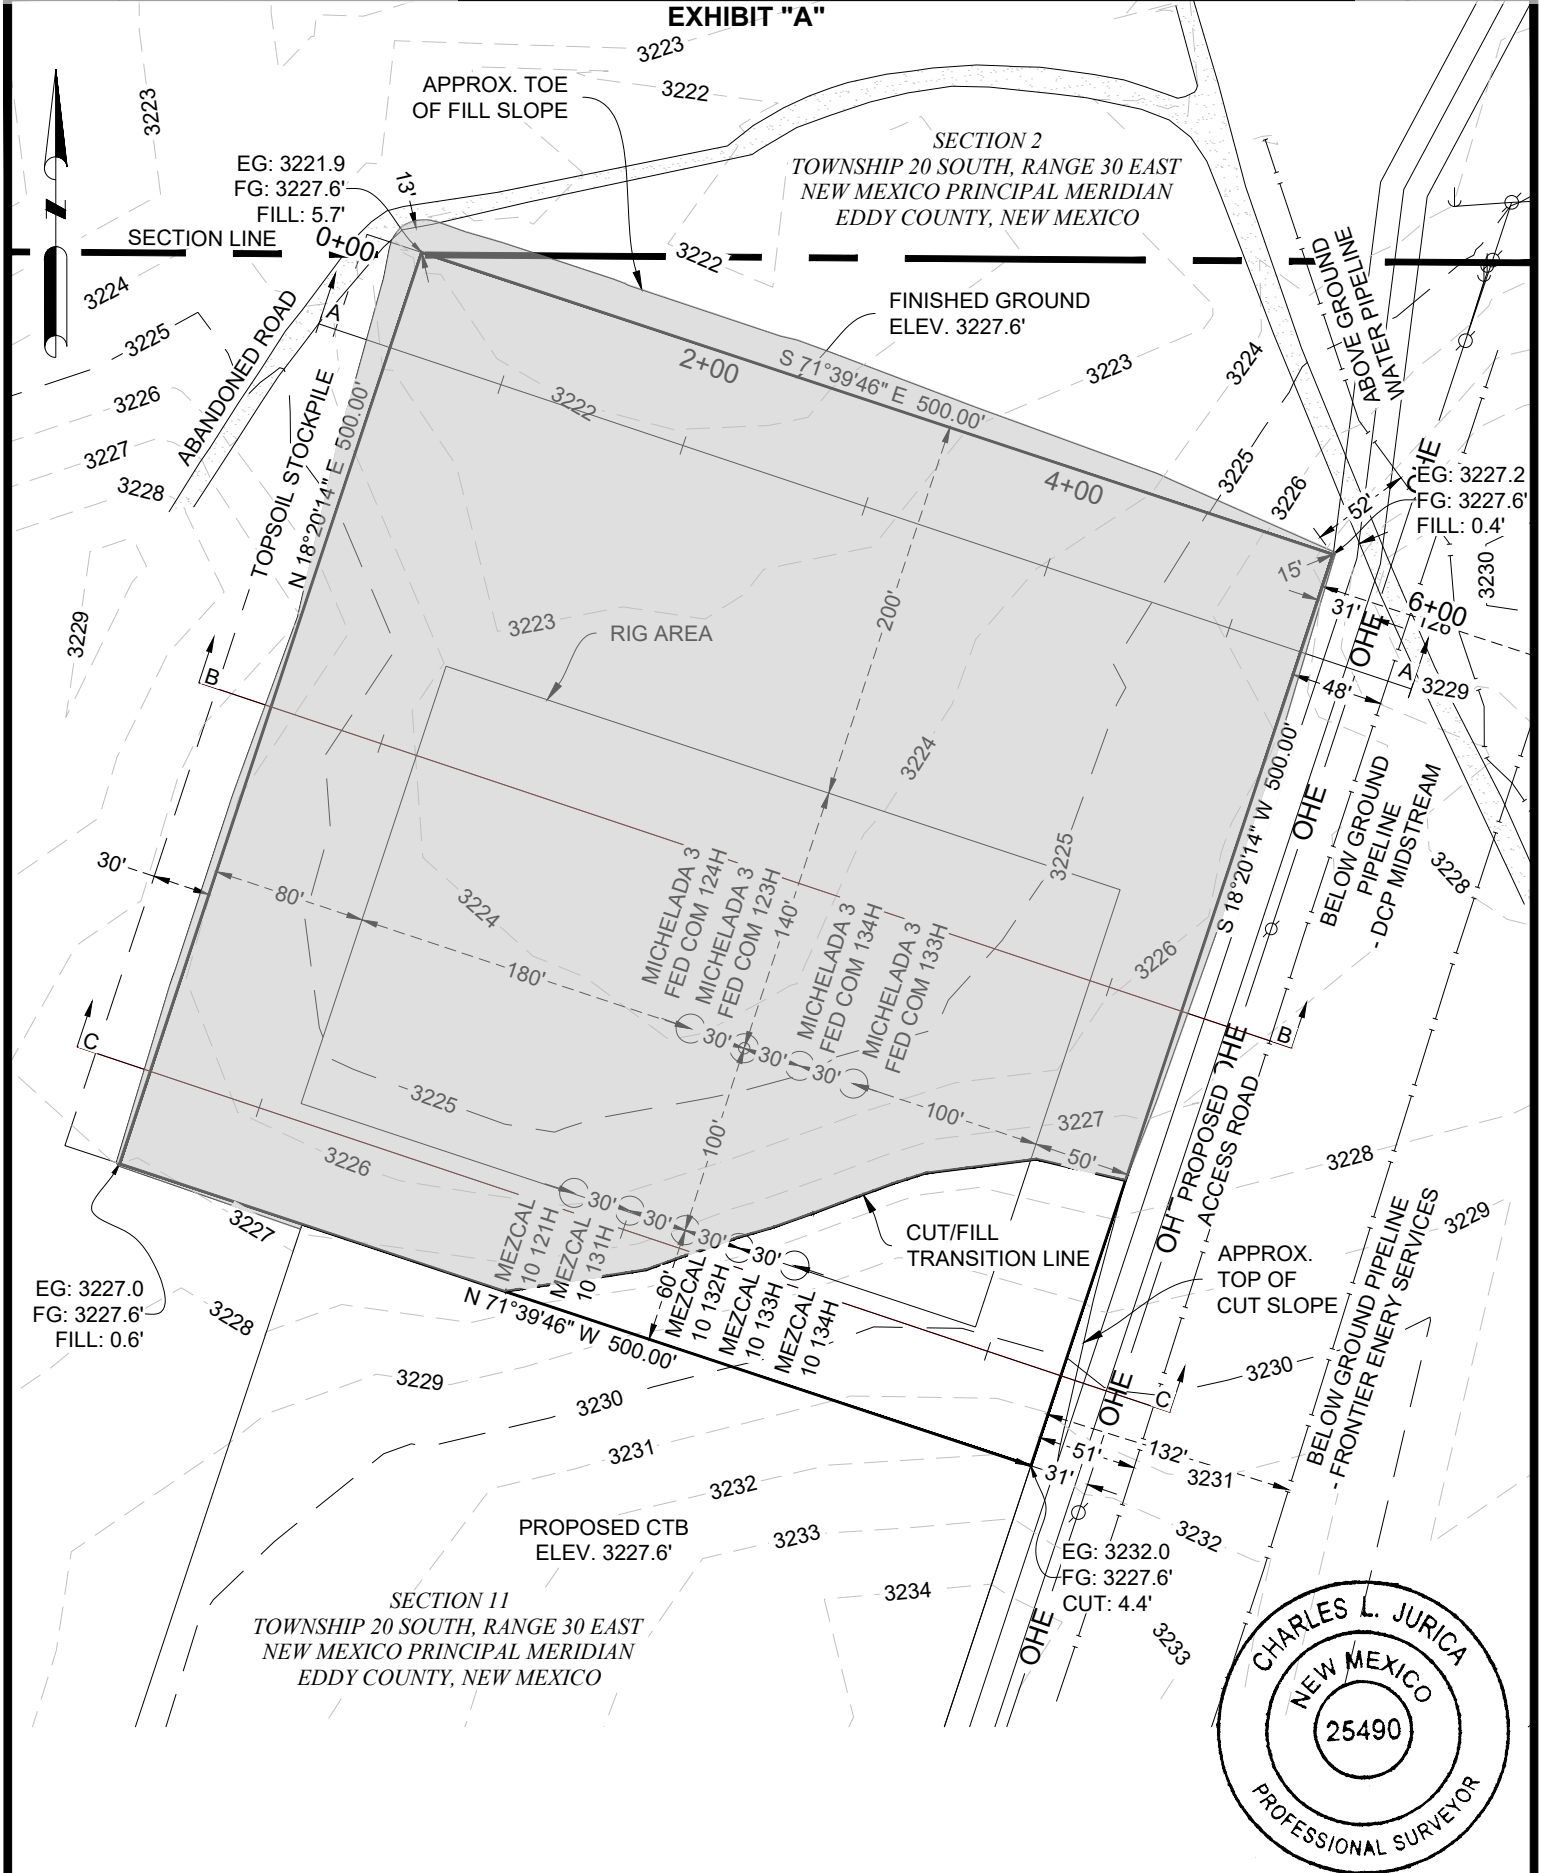 EXHIBIT "A"
3223
3222
APPROX. TOE
OF FILL SLOPE
3223
SECTION 2
TOWNSHIP 20 SOUTH, RANGE 30 EAST
NEW MEXICO PRINCIPAL MERIDIAN
EDDY COUNTY, NEW MEXICO
EG: 3221.9
FG: 3227.6'
FILL: 5.7'
13'
N
SECTION LINE
0+00
3222
ABOVE GROUND
WATER PIPELINE
3224
3225
3226
3227
3228
ABANDONED ROAD
A
FINISHED GROUND
ELEV. 3227.6'
2+00
S 71°39'46" E 500.00'
3222
3223
3224
3225
3226
4+00
TOPSOIL STOCKPILE
N 18°20'14" E 500.00'
OHE
52'
EG: 3227.2
FG: 3227.6'
FILL: 0.4'
15'
3230
31'
6+00
126
OHE
A
3229
48'
3229
3223
RIG AREA
200'
B
3224
3225
S 18°20'14" W 500.00'
OHE
BELOW GROUND
PIPELINE
- DCP MIDSTREAM
3228
30'
80'
3224
180'
MICHELADA 3
FED COM 124H
MICHELADA 3
FED COM 123H
140'
MICHELADA 3
FED COM 134H
MICHELADA 3
FED COM 133H
3226
30'
30'
30'
100'
B
C
3225
3226
100'
3227
50'
OHE
PROPOSED
ACCESS ROAD
3228
3227
30'
30'
30'
30'
MEZCAL
10 121H
MEZCAL
10 131H
60'
MEZCAL
10 132H
MEZCAL
10 133H
MEZCAL
10 134H
CUT/FILL
TRANSITION LINE
OH
APPROX.
TOP OF
CUT SLOPE
3229
BELOW GROUND PIPELINE
- FRONTIER ENERY SERVICES
EG: 3227.0
FG: 3227.6'
FILL: 0.6'
3228
N 71°39'46" W 500.00'
3229
3230
3230
OHE
C
3231
51'
132'
31'
3231
3232
PROPOSED CTB
ELEV. 3227.6'
3233
3232
EG: 3232.0
FG: 3227.6'
CUT: 4.4'
3234
OHE
3233
SECTION 11
TOWNSHIP 20 SOUTH, RANGE 30 EAST
NEW MEXICO PRINCIPAL MERIDIAN
EDDY COUNTY, NEW MEXICO
CHARLES L. JURICA
NEW MEXICO
25490
PROFESSIONAL SURVEYOR